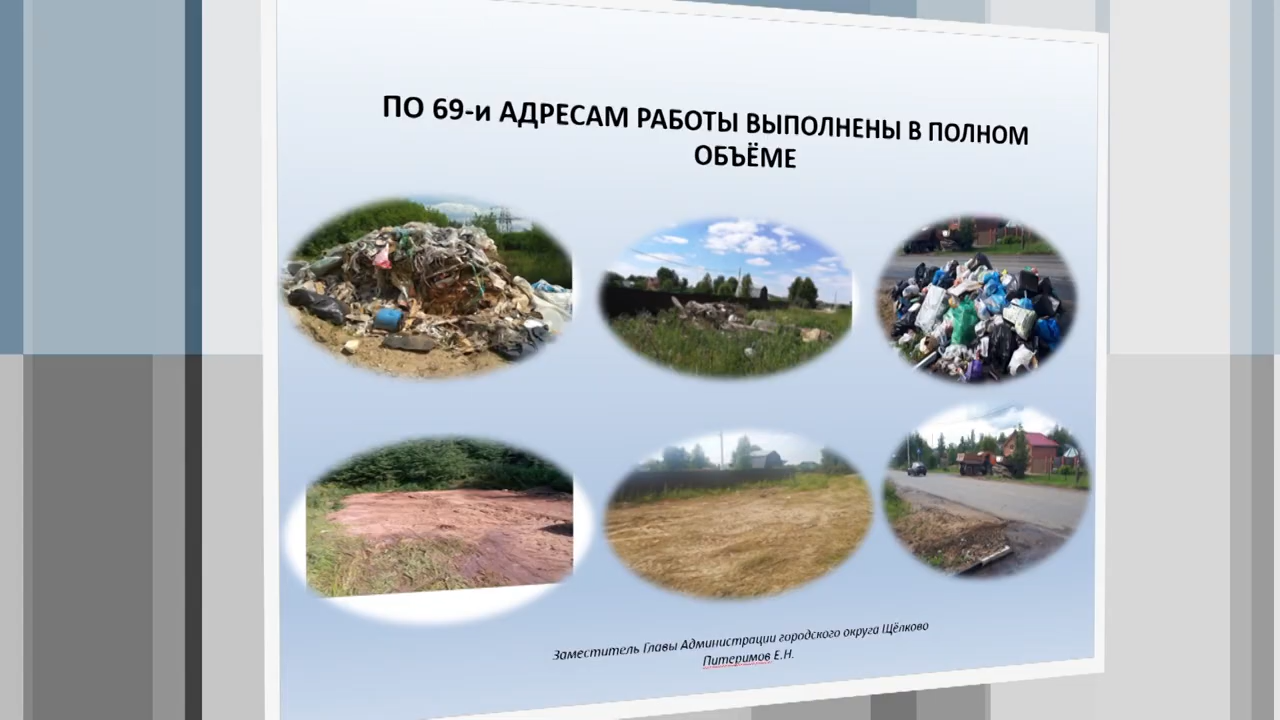 ПО 69-и АДРЕСАМ РАБОТЫ ВЫПОЛНЕНЫ В ПОЛНОМ
ОБЪЁМЕ
Заместитель Главы Администрации городского округа Щёлково
Питеримов Е.Н.